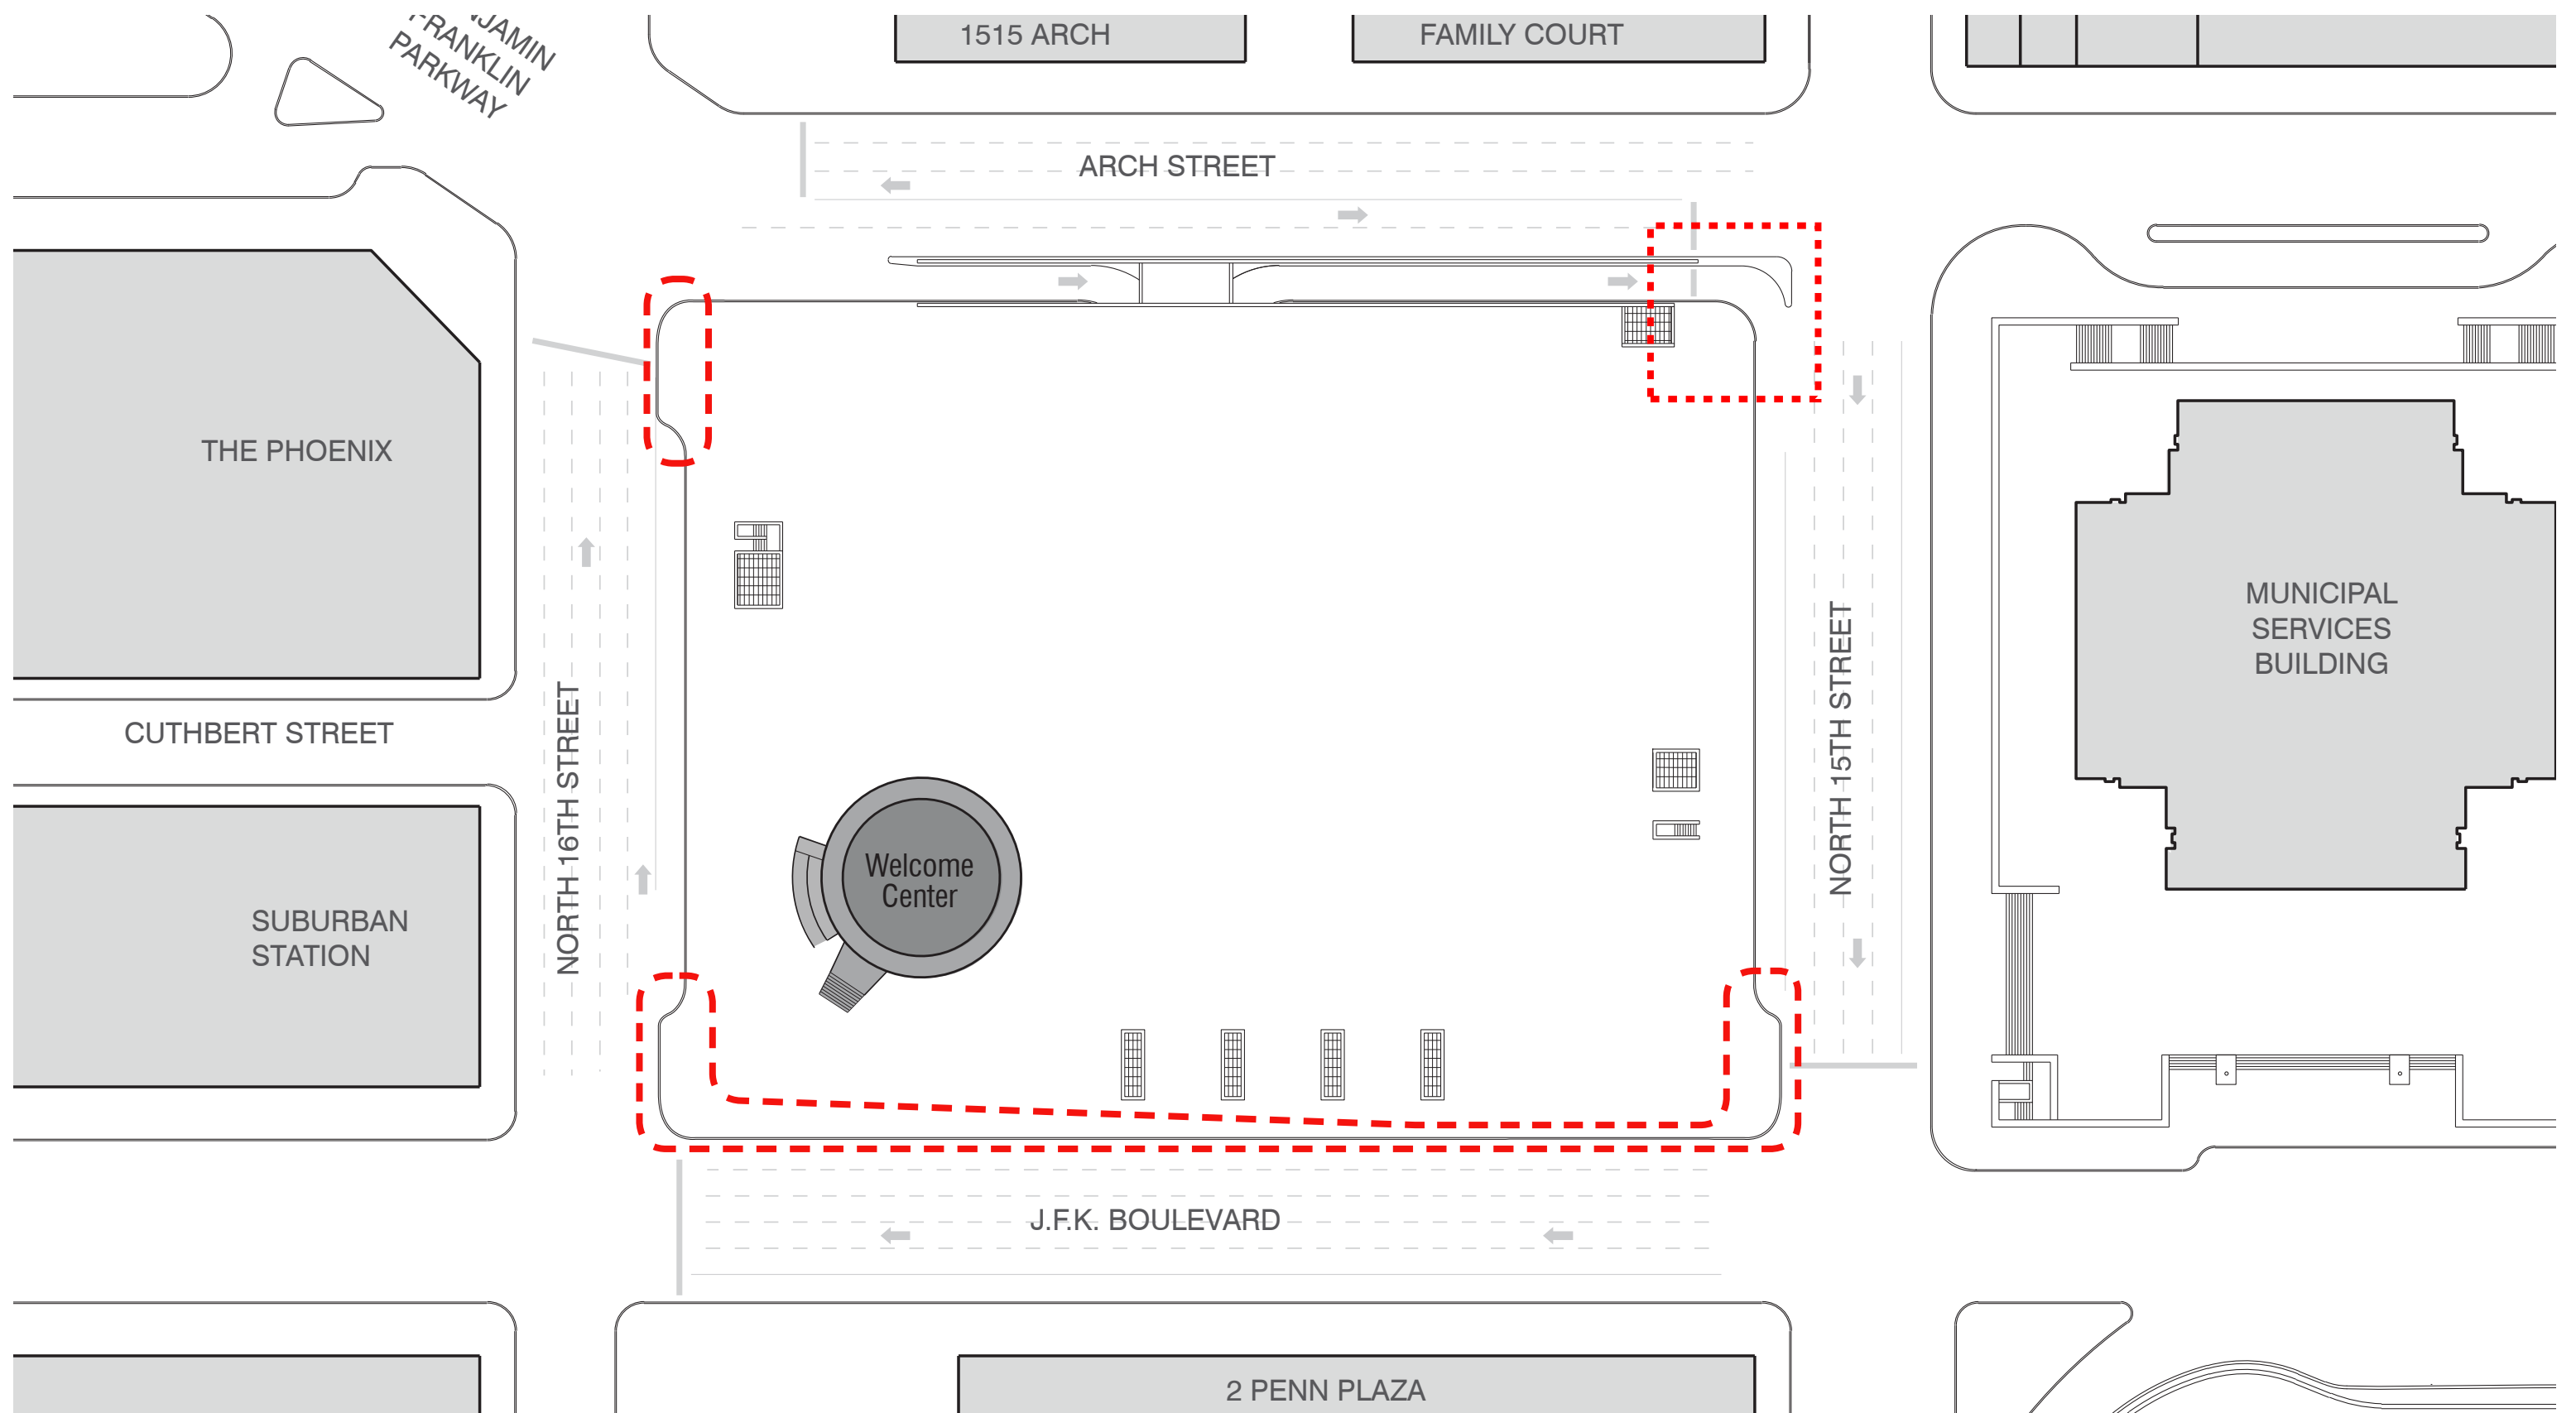 FRANKLIN
PARKWAY
1515 ARCH
FAMILY COURT
ARCH STREET
THE PHOENIX
CUTHBERT STREET
NORTH 16TH STREET
SUBURBAN
STATION
Welcome
Center
NORTH 15TH STREET
MUNICIPAL
SERVICES
BUILDING
J.F.K. BOULEVARD
2 PENN PLAZA